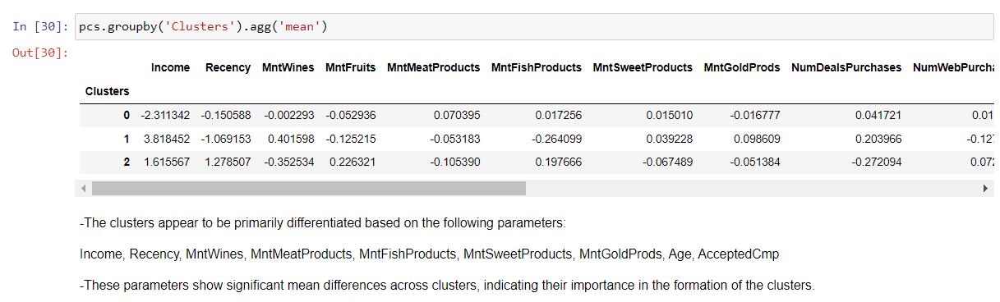 In [30]: pcs.groupby('Clusters').agg('mean')
Out[30]:
Income Recency MntWines MntFruits MntMeatProducts MntFishProducts MntSweetProducts MntGoldProds NumDealsPurchases NumWebPurcha
Clusters
0 -2.311342 -0.150588 -0.002293 -0.052936 0.070395 0.017256 0.015010 -0.016777 0.041721 0.01
1 3.818452 -1.069153 0.401598 -0.125215 -0.053183 -0.264099 0.039228 0.098609 0.203966 -0.127
2 1.615567 1.278507 -0.352534 0.226321 -0.105390 0.197666 -0.067489 -0.051384 -0.272094 0.072
-The clusters appear to be primarily differentiated based on the following parameters:
Income, Recency, MntWines, MntMeatProducts, MntFishProducts, MntSweetProducts, MntGoldProds, Age, AcceptedCmp
-These parameters show significant mean differences across clusters, indicating their importance in the formation of the clusters.